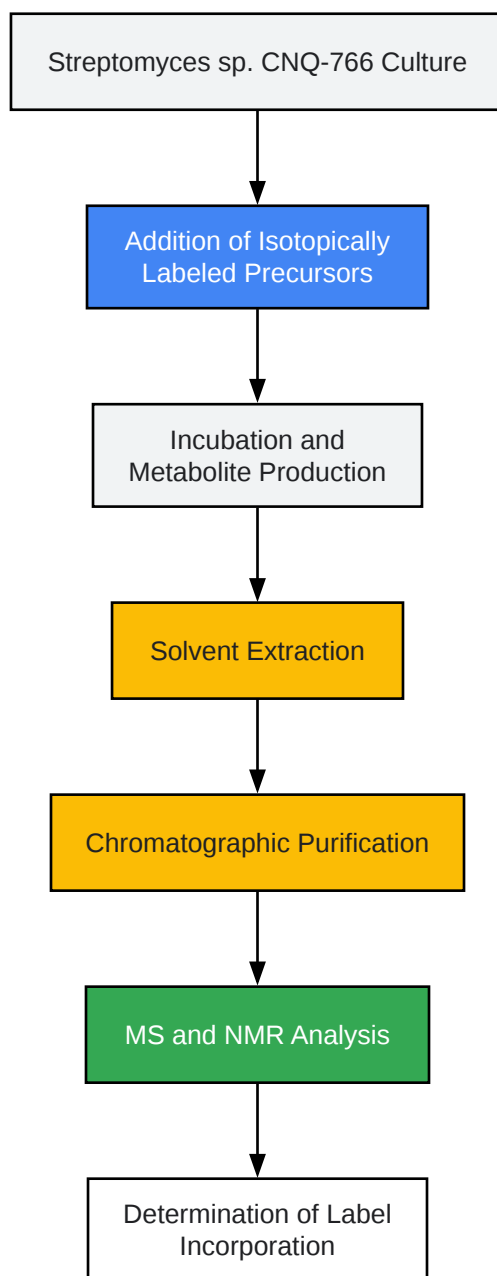 Streptomyces sp. CNQ-766 Culture
Addition of Isotopically
Labeled Precursors
Incubation and
Metabolite Production
Solvent Extraction
Chromatographic Purification
MS and NMR Analysis
Determination of Label
Incorporation